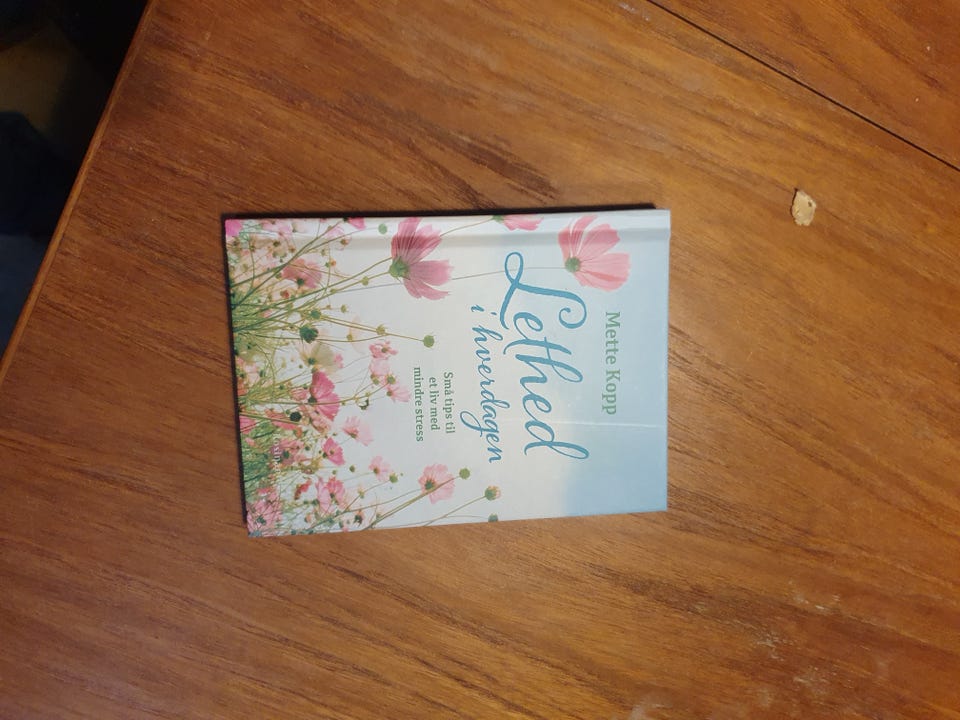 Mette Kopp
Lethed
i hverdagen
Små tips til
et liv med
mindre stress